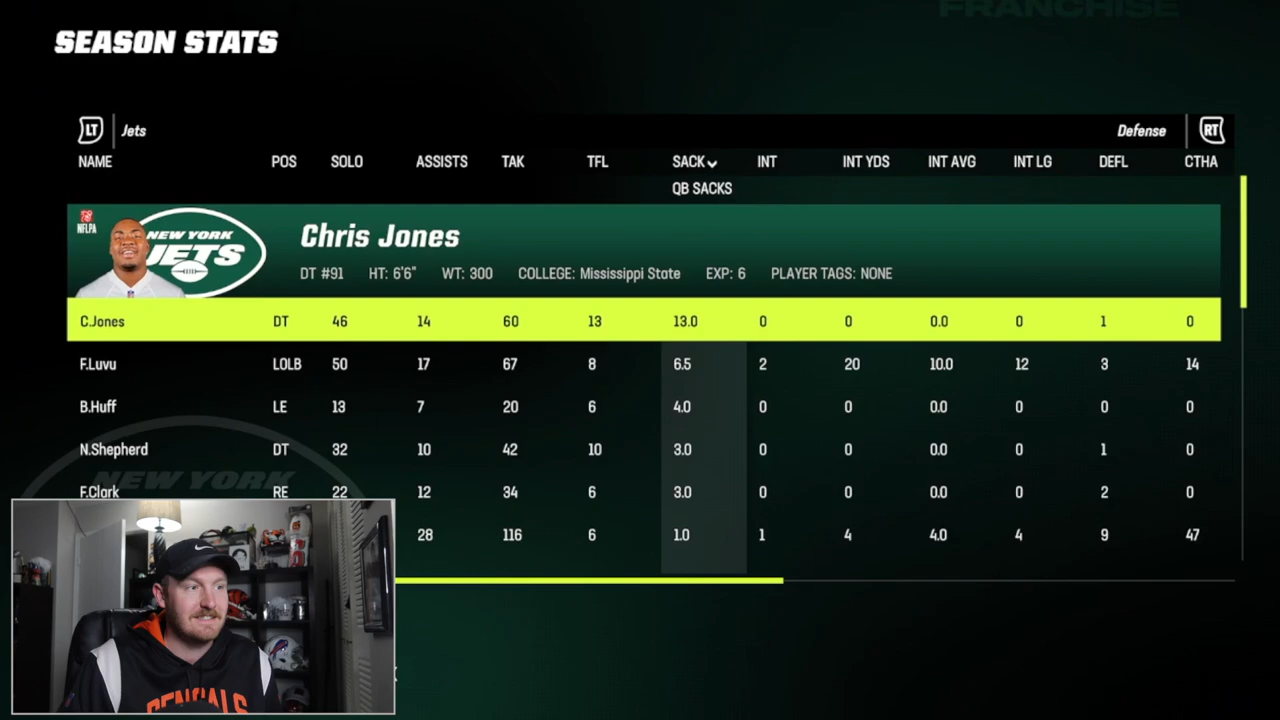 FRANCHISE
SEASON STATS
LT Jets Defense RT
NAME POS SOLO ASSISTS TAK TFL SACK INT INT YDS INT AVG INT LG DEFL CTHA
QB SACKS
NFLPA
NEW YORK
JETS
Chris Jones
DT #91 HT: 6'6" WT: 300 COLLEGE: Mississippi State EXP: 6 PLAYER TAGS: NONE
C.Jones DT 46 14 60 13 13.0 0 0 0.0 0 1 0
F.Luvu LOLB 50 17 67 8 6.5 2 20 10.0 12 3 14
B.Huff LE 13 7 20 6 4.0 0 0 0.0 0 0 0
N.Shepherd DT 32 10 42 10 3.0 0 0 0.0 0 1 0
NEW YORK
F.Clark RE 22 12 34 6 3.0 0 0 0.0 0 2 0
28 116 6 1.0 1 4 4.0 4 9 47
BENGALS